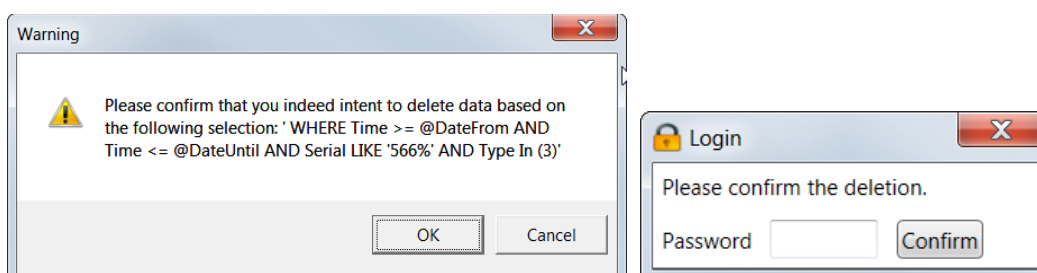 Warning
Please confirm that you indeed intent to delete data based on
the following selection: ' WHERE Time >= @DateFrom AND
Time <= @DateUntil AND Serial LIKE '566%' AND Type In (3)'
OK Cancel
Login
Please confirm the deletion.
Password Confirm